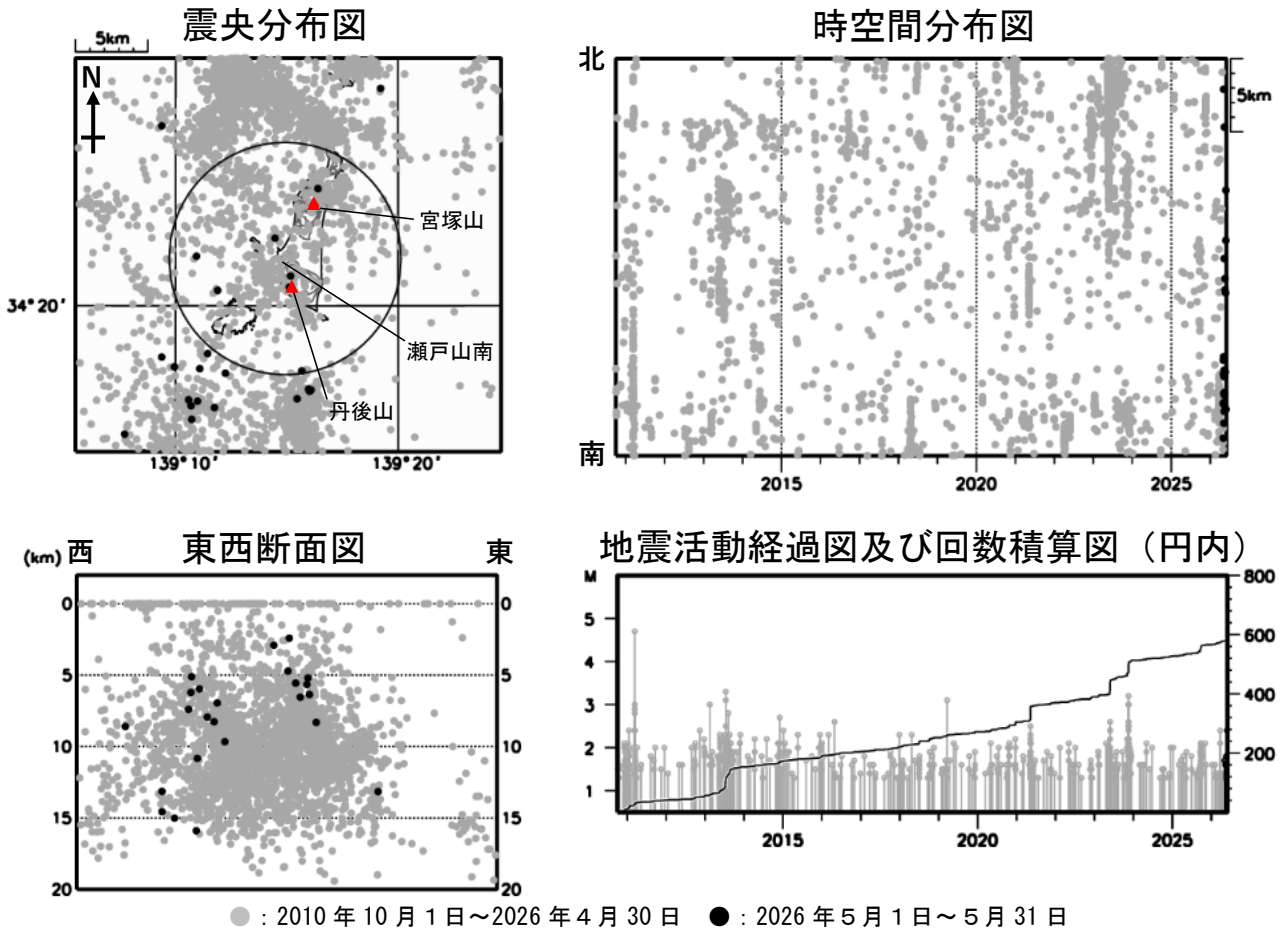 震央分布図
5km
N
宮塚山
瀬戸山南
丹後山
34°20'
139°10' 139°20'
時空間分布図
北
南
5km
2015 2020 2025
東西断面図
(km) 西 東
0 0
5 5
10 10
15 15
20 20
地震活動経過図及び回数積算図（円内）
M
5
4
3
2
1
800
600
400
200
2015 2020 2025
●：2010年10月1日～2026年４月30日 ●：2026年５月1日～５月31日